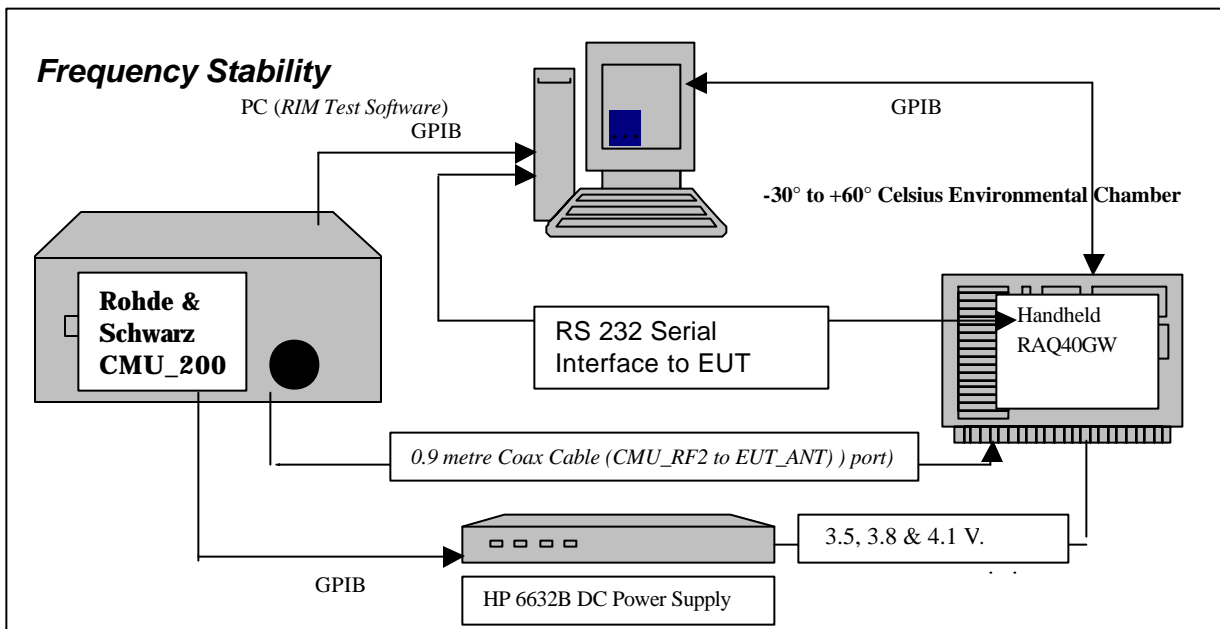 Frequency Stability
PC (RIM Test Software)
GPIB
GPIB
-30° to +60° Celsius Environmental Chamber
Rohde &
Schwarz
CMU_200
RS 232 Serial
Interface to EUT
Handheld
RAQ40GW
0.9 metre Coax Cable (CMU_RF2 to EUT_ANT) ) port)
3.5, 3.8 & 4.1 V.
GPIB
HP 6632B DC Power Supply